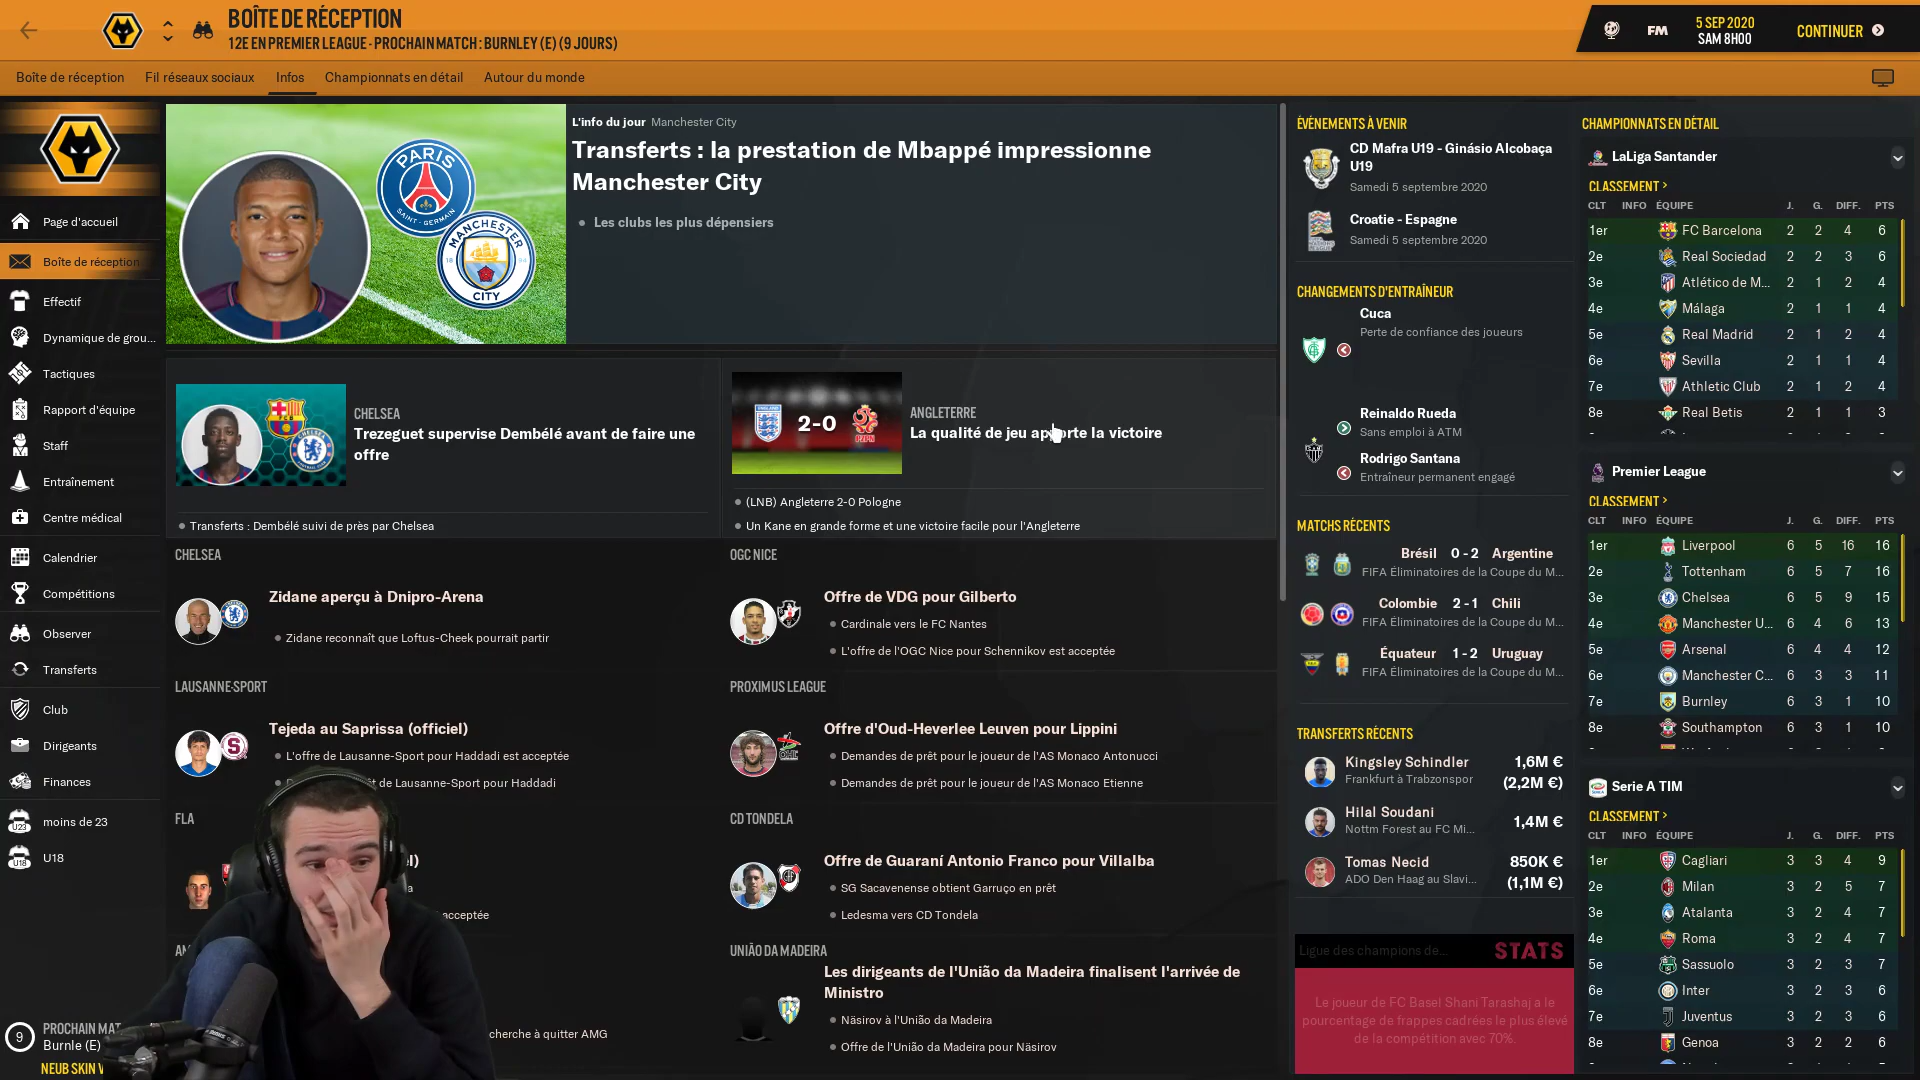 BOÎTE DE RÉCEPTION
12E EN PREMIER LEAGUE - PROCHAIN MATCH : BURNLEY (E) (9 JOURS)
FM
5 SEP 2020
SAM 8H00
CONTINUER
Boîte de réception
Fil réseaux sociaux
Infos
Championnats en détail
Autour du monde
Page d'accueil
Boîte de réception
Effectif
Dynamique de grou...
Tactiques
Rapport d'équipe
Staff
Entraînement
Centre médical
Calendrier
Compétitions
Observer
Transferts
Club
Dirigeants
Finances
U23
moins de 23
U18
U18
9
PROCHAIN MAT
Burnle (E)
NEUB SKIN V
PARIS
SAINT-GERMAIN
MANCHESTER
18 94
CITY
L'info du jour Manchester City
Transferts : la prestation de Mbappé impressionne
Manchester City
Les clubs les plus dépensiers
CHELSEA
Trezeguet supervise Dembélé avant de faire une
offre
Transferts : Dembélé suivi de près par Chelsea
2-0
ANGLETERRE
La qualité de jeu apporte la victoire
(LNB) Angleterre 2-0 Pologne
Un Kane en grande forme et une victoire facile pour l'Angleterre
CHELSEA
Zidane aperçu à Dnipro-Arena
Zidane reconnaît que Loftus-Cheek pourrait partir
OGC NICE
Offre de VDG pour Gilberto
Cardinale vers le FC Nantes
L'offre de l'OGC Nice pour Schennikov est acceptée
LAUSANNE-SPORT
Tejeda au Saprissa (officiel)
L'offre de Lausanne-Sport pour Haddadi est acceptée
de Lausanne-Sport pour Haddadi
PROXIMUS LEAGUE
Offre d'Oud-Heverlee Leuven pour Lippini
Demandes de prêt pour le joueur de l'AS Monaco Antonucci
Demandes de prêt pour le joueur de l'AS Monaco Etienne
FLA
el)
a
acceptée
CD TONDELA
Offre de Guaraní Antonio Franco pour Villalba
SG Sacavenense obtient Garruço en prêt
Ledesma vers CD Tondela
cherche à quitter AMG
UNIÃO DA MADEIRA
Les dirigeants de l'União da Madeira finalisent l'arrivée de
Ministro
Näsirov à l'União da Madeira
Offre de l'União da Madeira pour Näsirov
ÉVÉNEMENTS À VENIR
CD Mafra U19 - Ginásio Alcobaça
U19
Samedi 5 septembre 2020
Croatie - Espagne
Samedi 5 septembre 2020
CHANGEMENTS D'ENTRAÎNEUR
Cuca
Perte de confiance des joueurs
Reinaldo Rueda
Sans emploi à ATM
Rodrigo Santana
Entraîneur permanent engagé
MATCHS RÉCENTS
Brésil 0 - 2 Argentine
FIFA Éliminatoires de la Coupe du M...
Colombie 2 - 1 Chili
FIFA Éliminatoires de la Coupe du M...
Équateur 1 - 2 Uruguay
FIFA Éliminatoires de la Coupe du M...
TRANSFERTS RÉCENTS
Kingsley Schindler 1,6M €
Frankfurt à Trabzonspor (2,2M €)
Hilal Soudani
Nottm Forest au FC Mi... 1,4M €
Tomas Necid 850K €
ADO Den Haag au Slavi... (1,1M €)
Ligue des champions de... STATS
Le joueur de FC Basel Shani Tarashaj a le
pourcentage de frappes cadrées le plus élevé
de la compétition avec 70%.
CHAMPIONNATS EN DÉTAIL
LaLiga Santander
CLASSEMENT >
CLT INFO ÉQUIPE J. G. DIFF. PTS
1er FC Barcelona 2 2 4 6
2e Real Sociedad 2 2 3 6
3e Atlético de M... 2 1 2 4
4e Málaga 2 1 1 4
5e Real Madrid 2 1 2 4
6e Sevilla 2 1 1 4
7e Athletic Club 2 1 2 4
8e Real Betis 2 1 1 3
Premier League
CLASSEMENT >
CLT INFO ÉQUIPE J. G. DIFF. PTS
1er Liverpool 6 5 16 16
2e Tottenham 6 5 7 16
3e Chelsea 6 5 9 15
4e Manchester U... 6 4 6 13
5e Arsenal 6 4 4 12
6e Manchester C... 6 3 3 11
7e Burnley 6 3 1 10
8e Southampton 6 3 1 10
Serie A TIM
CLASSEMENT >
CLT INFO ÉQUIPE J. G. DIFF. PTS
1er Cagliari 3 3 4 9
2e Milan 3 2 5 7
3e Atalanta 3 2 4 7
4e Roma 3 2 4 7
5e Sassuolo 3 2 3 7
6e Inter 3 2 3 6
7e Juventus 3 2 3 6
8e Genoa 3 2 2 6